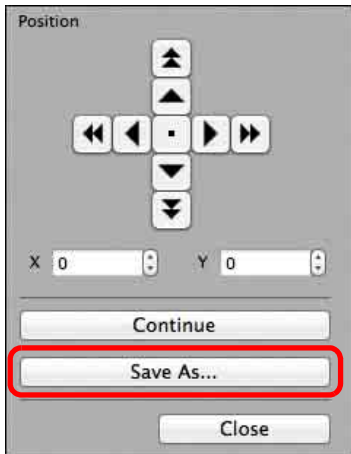 Position
X 0 Y 0
Continue
Save As...
Close